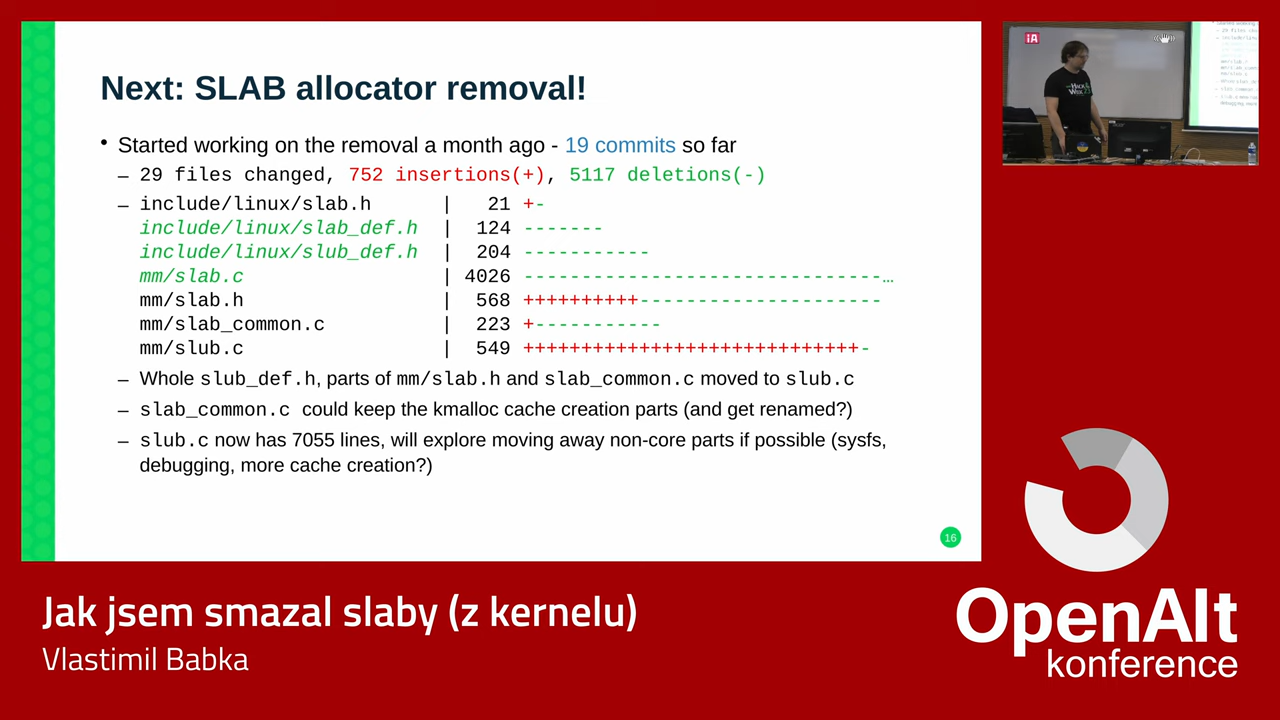 Next: SLAB allocator removal!
• Started working on the removal a month ago - 19 commits so far
– 29 files changed, 752 insertions(+), 5117 deletions(-)
– include/linux/slab.h | 21 +-
include/linux/slab_def.h | 124 -------
include/linux/slub_def.h | 204 -----------
mm/slab.c | 4026 -------------------------------…
mm/slab.h | 568 ++++++++++---------------------
mm/slab_common.c | 223 +-----------
mm/slub.c | 549 +++++++++++++++++++++++++++++-
– Whole slub_def.h, parts of mm/slab.h and slab_common.c moved to slub.c
– slab_common.c could keep the kmalloc cache creation parts (and get renamed?)
– slub.c now has 7055 lines, will explore moving away non-core parts if possible (sysfs,
debugging, more cache creation?)
16
Jak jsem smazal slaby (z kernelu)
Vlastimil Babka
OpenAlt
konference